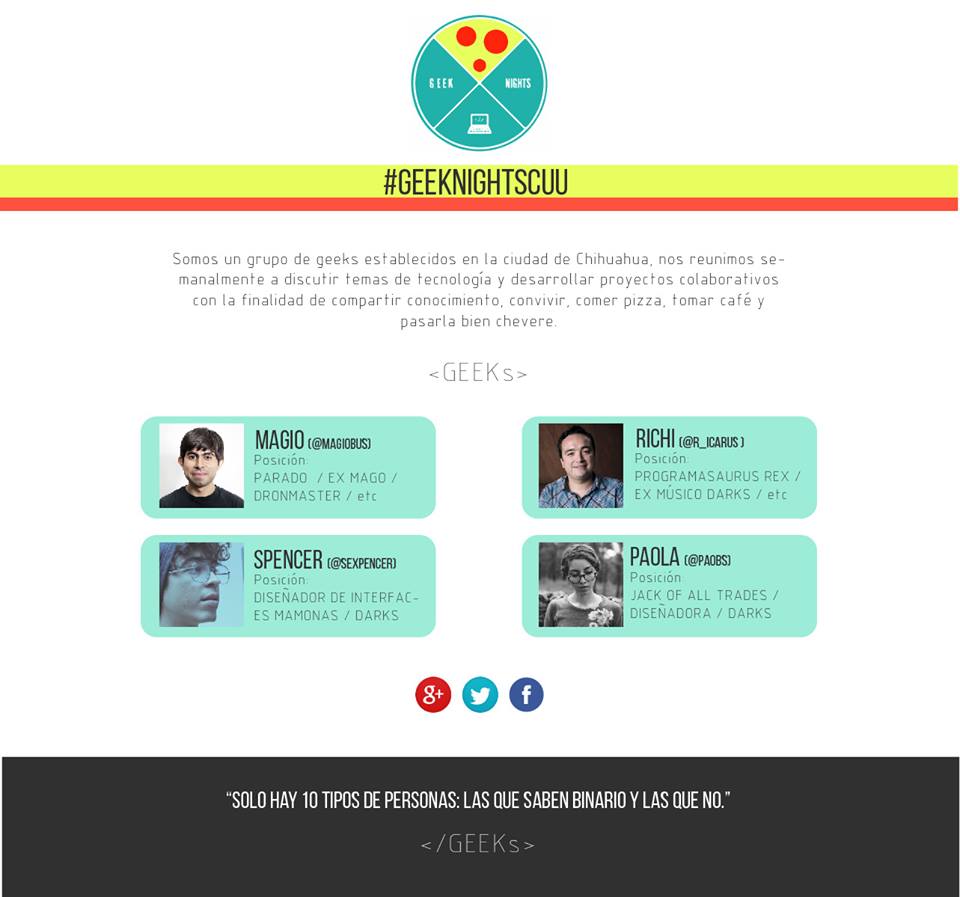 GEEK NIGHTS
#GEEKNIGHTSCUU
Somos un grupo de geeks establecidos en la ciudad de Chihuahua, nos reunimos se-
manalmente a discutir temas de tecnología y desarrollar proyectos colaborativos
con la finalidad de compartir conocimiento, convivir, comer pizza, tomar café y
pasarla bien chevere.
<GEEKs>
MAGIO (@MAGIOBUS)
Posición:
PARADO / EX MAGO /
DRONMASTER / etc
RICHI (@R_ICARUS )
Posición:
PROGRAMASAURUS REX /
EX MÚSICO DARKS / etc
SPENCER (@SEXPENCER)
Posición:
DISEÑADOR DE INTERFAC-
ES MAMONAS / DARKS
PAOLA (@PAOBS)
Posición
JACK OF ALL TRADES /
DISEÑADORA / DARKS
g+
f
“SOLO HAY 10 TIPOS DE PERSONAS: LAS QUE SABEN BINARIO Y LAS QUE NO.”
</GEEKs>